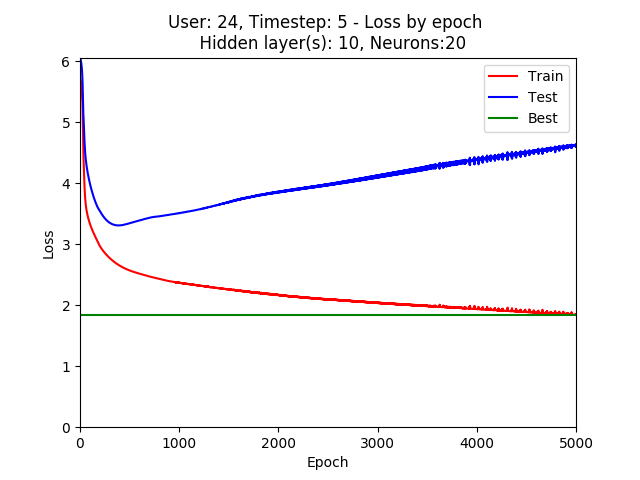 User: 24, Timestep: 5 - Loss by epoch
Hidden layer(s): 10, Neurons:20
Train
Test
Best
6
5
4
3
2
1
0
Loss
0 1000 2000 3000 4000 5000
Epoch